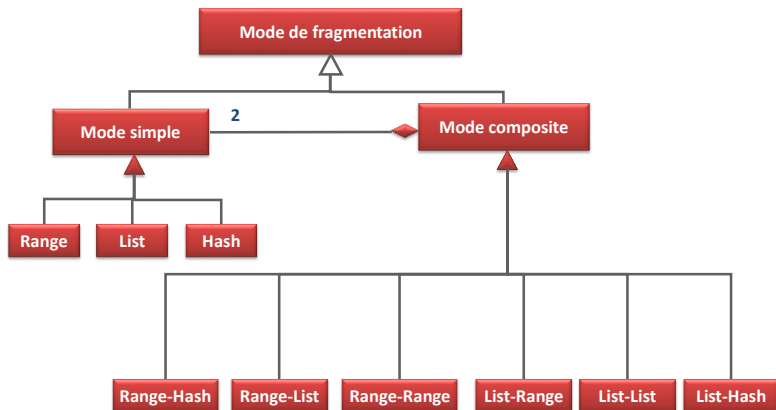 Mode de fragmentation
Mode simple
2
Mode composite
Range
List
Hash
Range-Hash
Range-List
Range-Range
List-Range
List-List
List-Hash